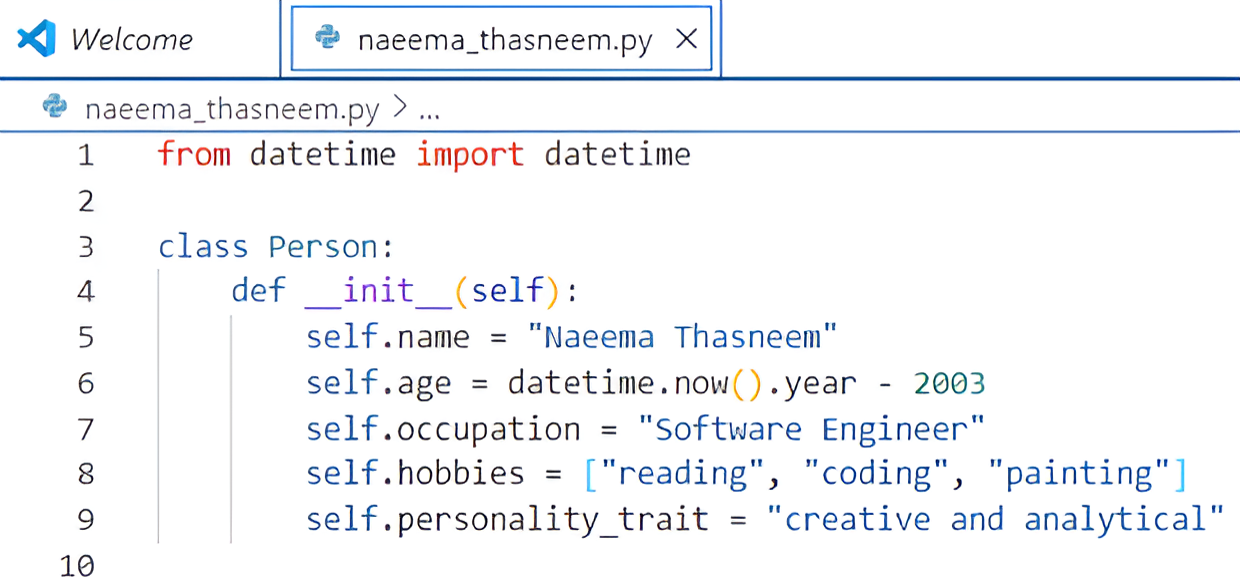 Welcome
naeema_thasneem.py ×
naeema_thasneem.py > ...
1 from datetime import datetime
2
3 class Person:
4     def __init__(self):
5         self.name = "Naeema Thasneem"
6         self.age = datetime.now().year - 2003
7         self.occupation = "Software Engineer"
8         self.hobbies = ["reading", "coding", "painting"]
9         self.personality_trait = "creative and analytical"
10